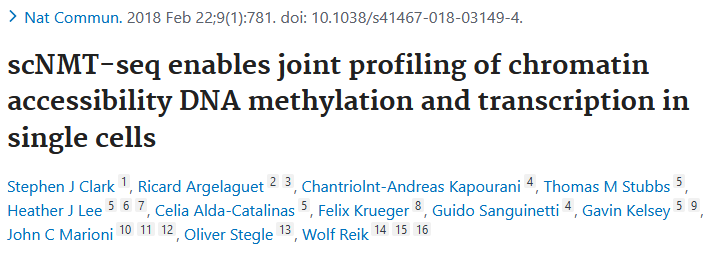 > Nat Commun. 2018 Feb 22;9(1):781. doi: 10.1038/s41467-018-03149-4.
scNMT-seq enables joint profiling of chromatin
accessibility DNA methylation and transcription in
single cells
Stephen J Clark 1, Ricard Argelaguet 2 3, ChantrioInt-Andreas Kapourani 4, Thomas M Stubbs 5,
Heather J Lee 5 6 7, Celia Alda-Catalinas 5, Felix Krueger 8, Guido Sanguinetti 4, Gavin Kelsey 5 9,
John C Marioni 10 11 12, Oliver Stegle 13, Wolf Reik 14 15 16